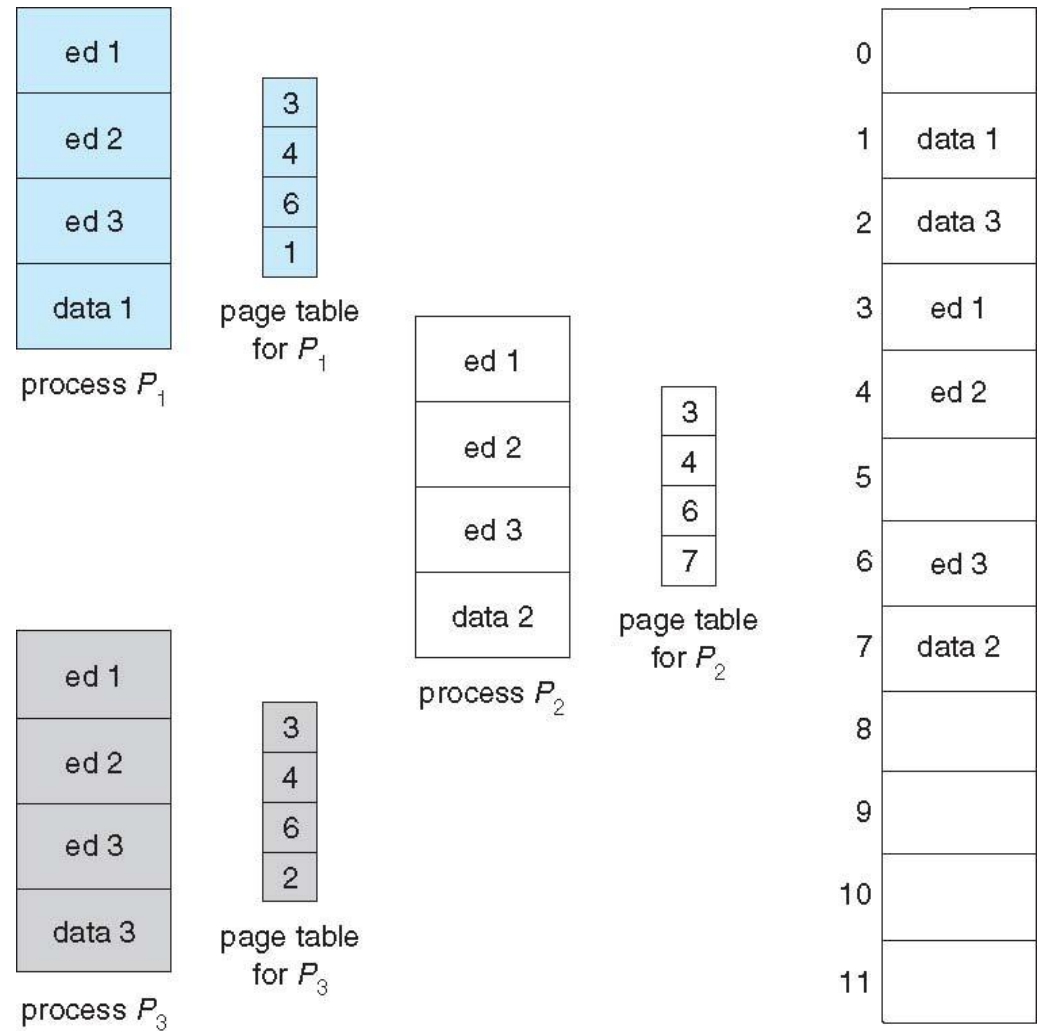 ed 1
ed 2
ed 3
data 1
process P1
3
4
6
1
page table
for P1
ed 1
ed 2
ed 3
data 2
process P2
3
4
6
7
page table
for P2
ed 1
ed 2
ed 3
data 3
process P3
3
4
6
2
page table
for P3
0
1 data 1
2 data 3
3 ed 1
4 ed 2
5
6 ed 3
7 data 2
8
9
10
11